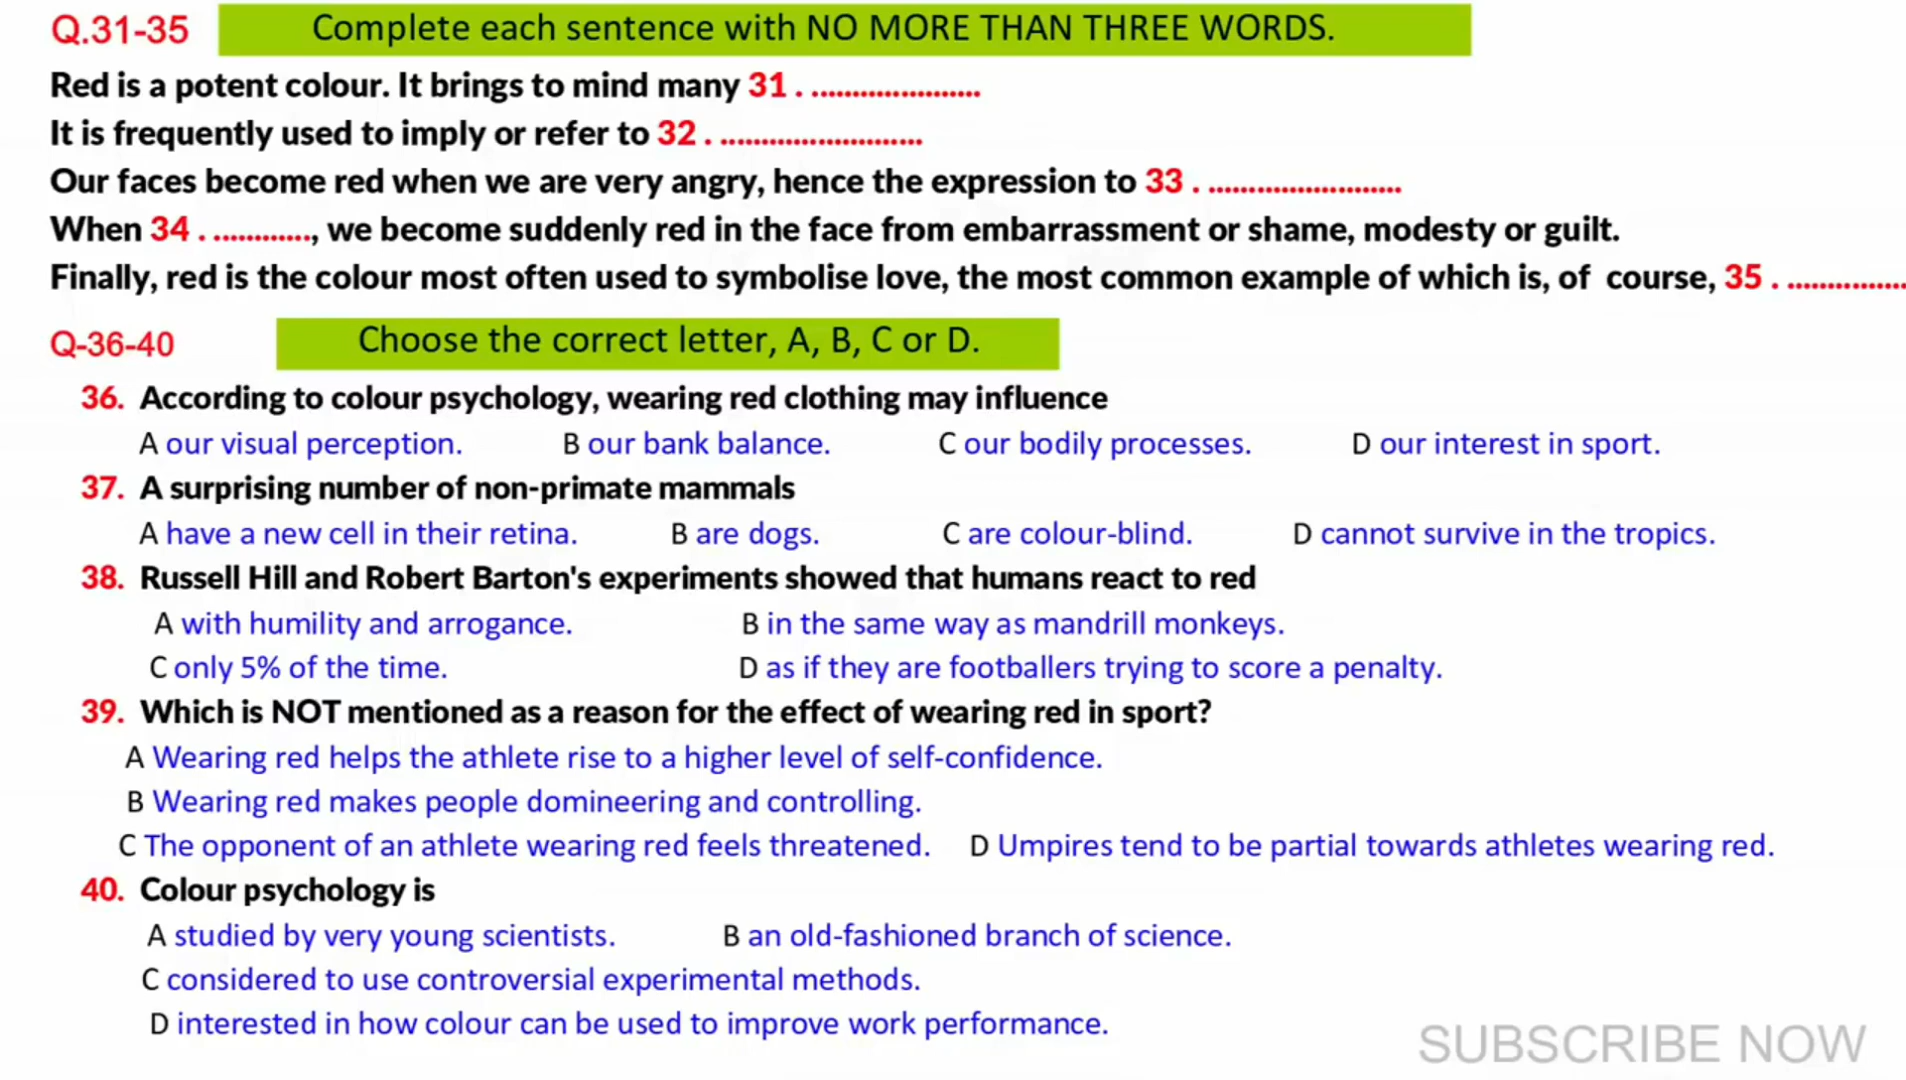 Q.31-35 Complete each sentence with NO MORE THAN THREE WORDS.
Red is a potent colour. It brings to mind many 31 . .....................
It is frequently used to imply or refer to 32 . .........................
Our faces become red when we are very angry, hence the expression to 33 . ........................
When 34 . ............, we become suddenly red in the face from embarrassment or shame, modesty or guilt.
Finally, red is the colour most often used to symbolise love, the most common example of which is, of course, 35 . ...............
Q-36-40 Choose the correct letter, A, B, C or D.
36. According to colour psychology, wearing red clothing may influence
A our visual perception. B our bank balance. C our bodily processes. D our interest in sport.
37. A surprising number of non-primate mammals
A have a new cell in their retina. B are dogs. C are colour-blind. D cannot survive in the tropics.
38. Russell Hill and Robert Barton's experiments showed that humans react to red
A with humility and arrogance. B in the same way as mandrill monkeys.
C only 5% of the time. D as if they are footballers trying to score a penalty.
39. Which is NOT mentioned as a reason for the effect of wearing red in sport?
A Wearing red helps the athlete rise to a higher level of self-confidence.
B Wearing red makes people domineering and controlling.
C The opponent of an athlete wearing red feels threatened. D Umpires tend to be partial towards athletes wearing red.
40. Colour psychology is
A studied by very young scientists. B an old-fashioned branch of science.
C considered to use controversial experimental methods.
D interested in how colour can be used to improve work performance.
SUBSCRIBE NOW